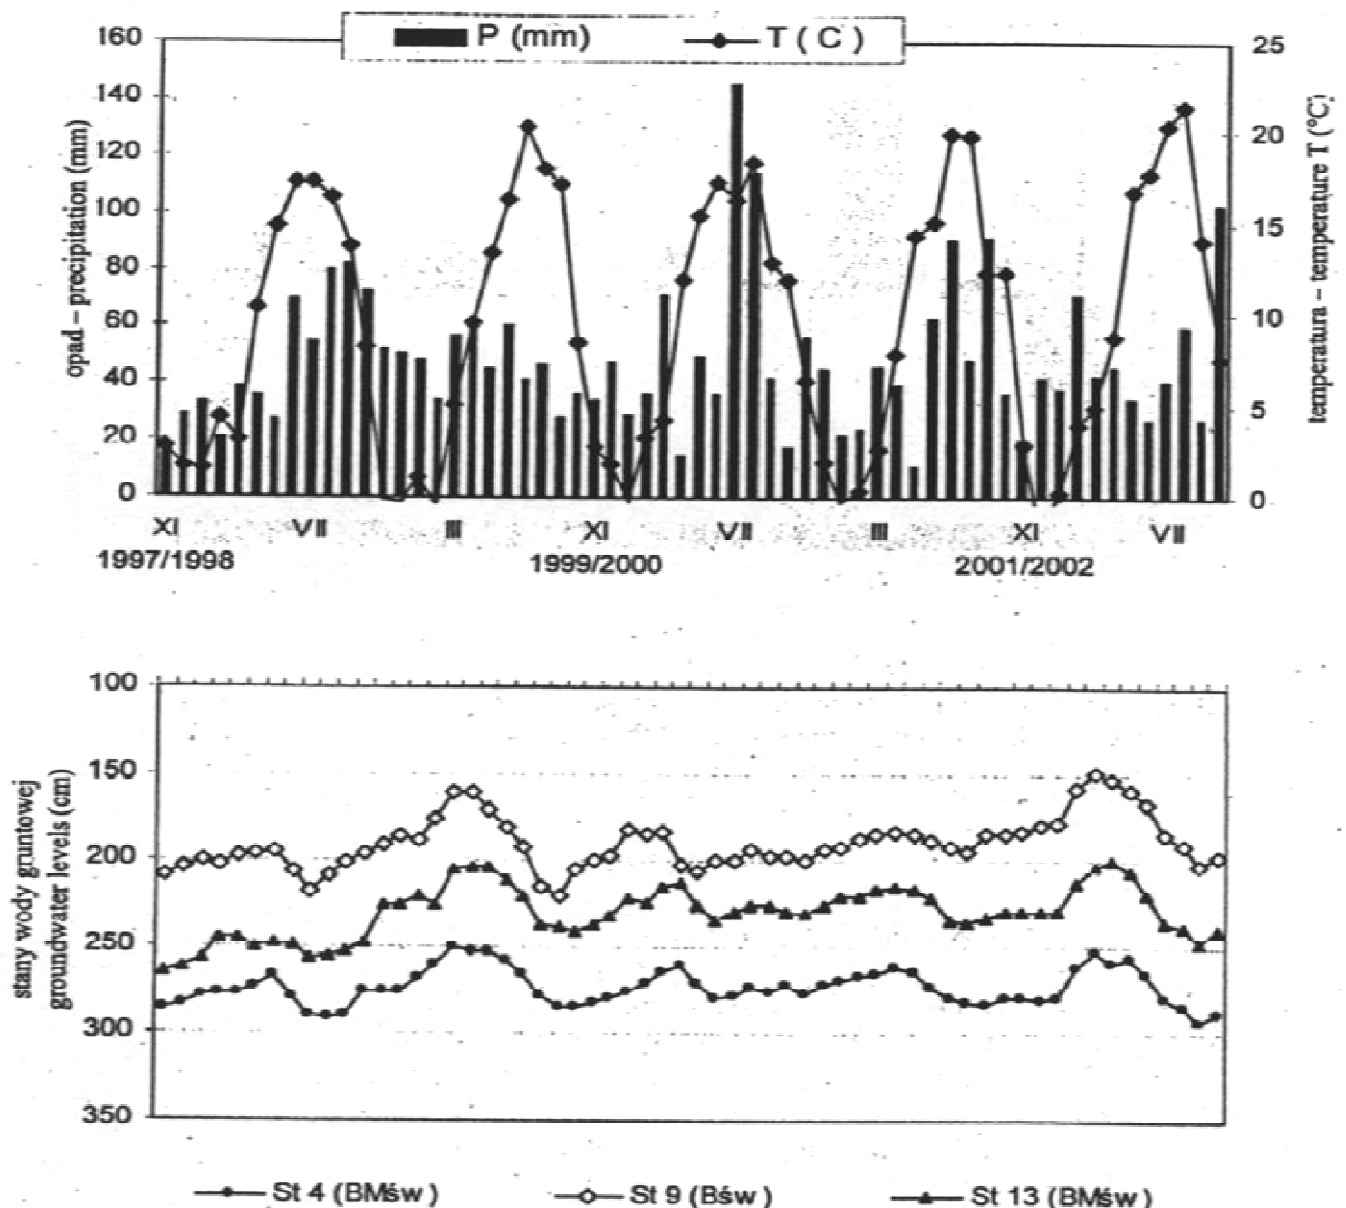 P (mm) T ( C )
opad – precipitation (mm)
160
140
120
100
80
60
40
20
0
25
20
15
10
5
0
temperatura – temperature T (°C)
XI VII III XI VII III XI VII
1997/1998 1999/2000 2001/2002
stany wody gruntowej
groundwater levels (cm)
100
150
200
250
300
350
St 4 (BMśw) St 9 (Bśw) St 13 (BMśw)